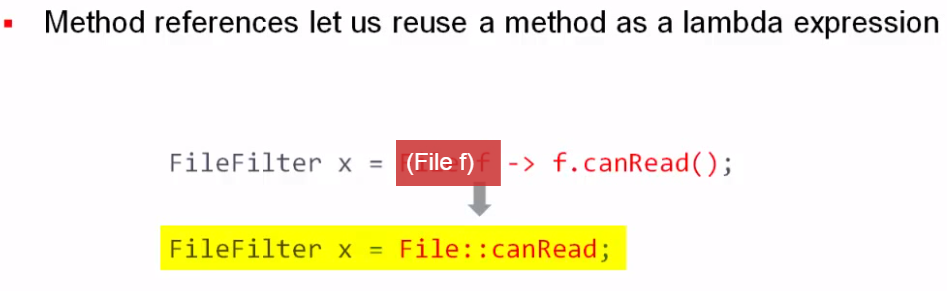 Method references let us reuse a method as a lambda expression
FileFilter x = (File f) -> f.canRead();
FileFilter x = File::canRead;